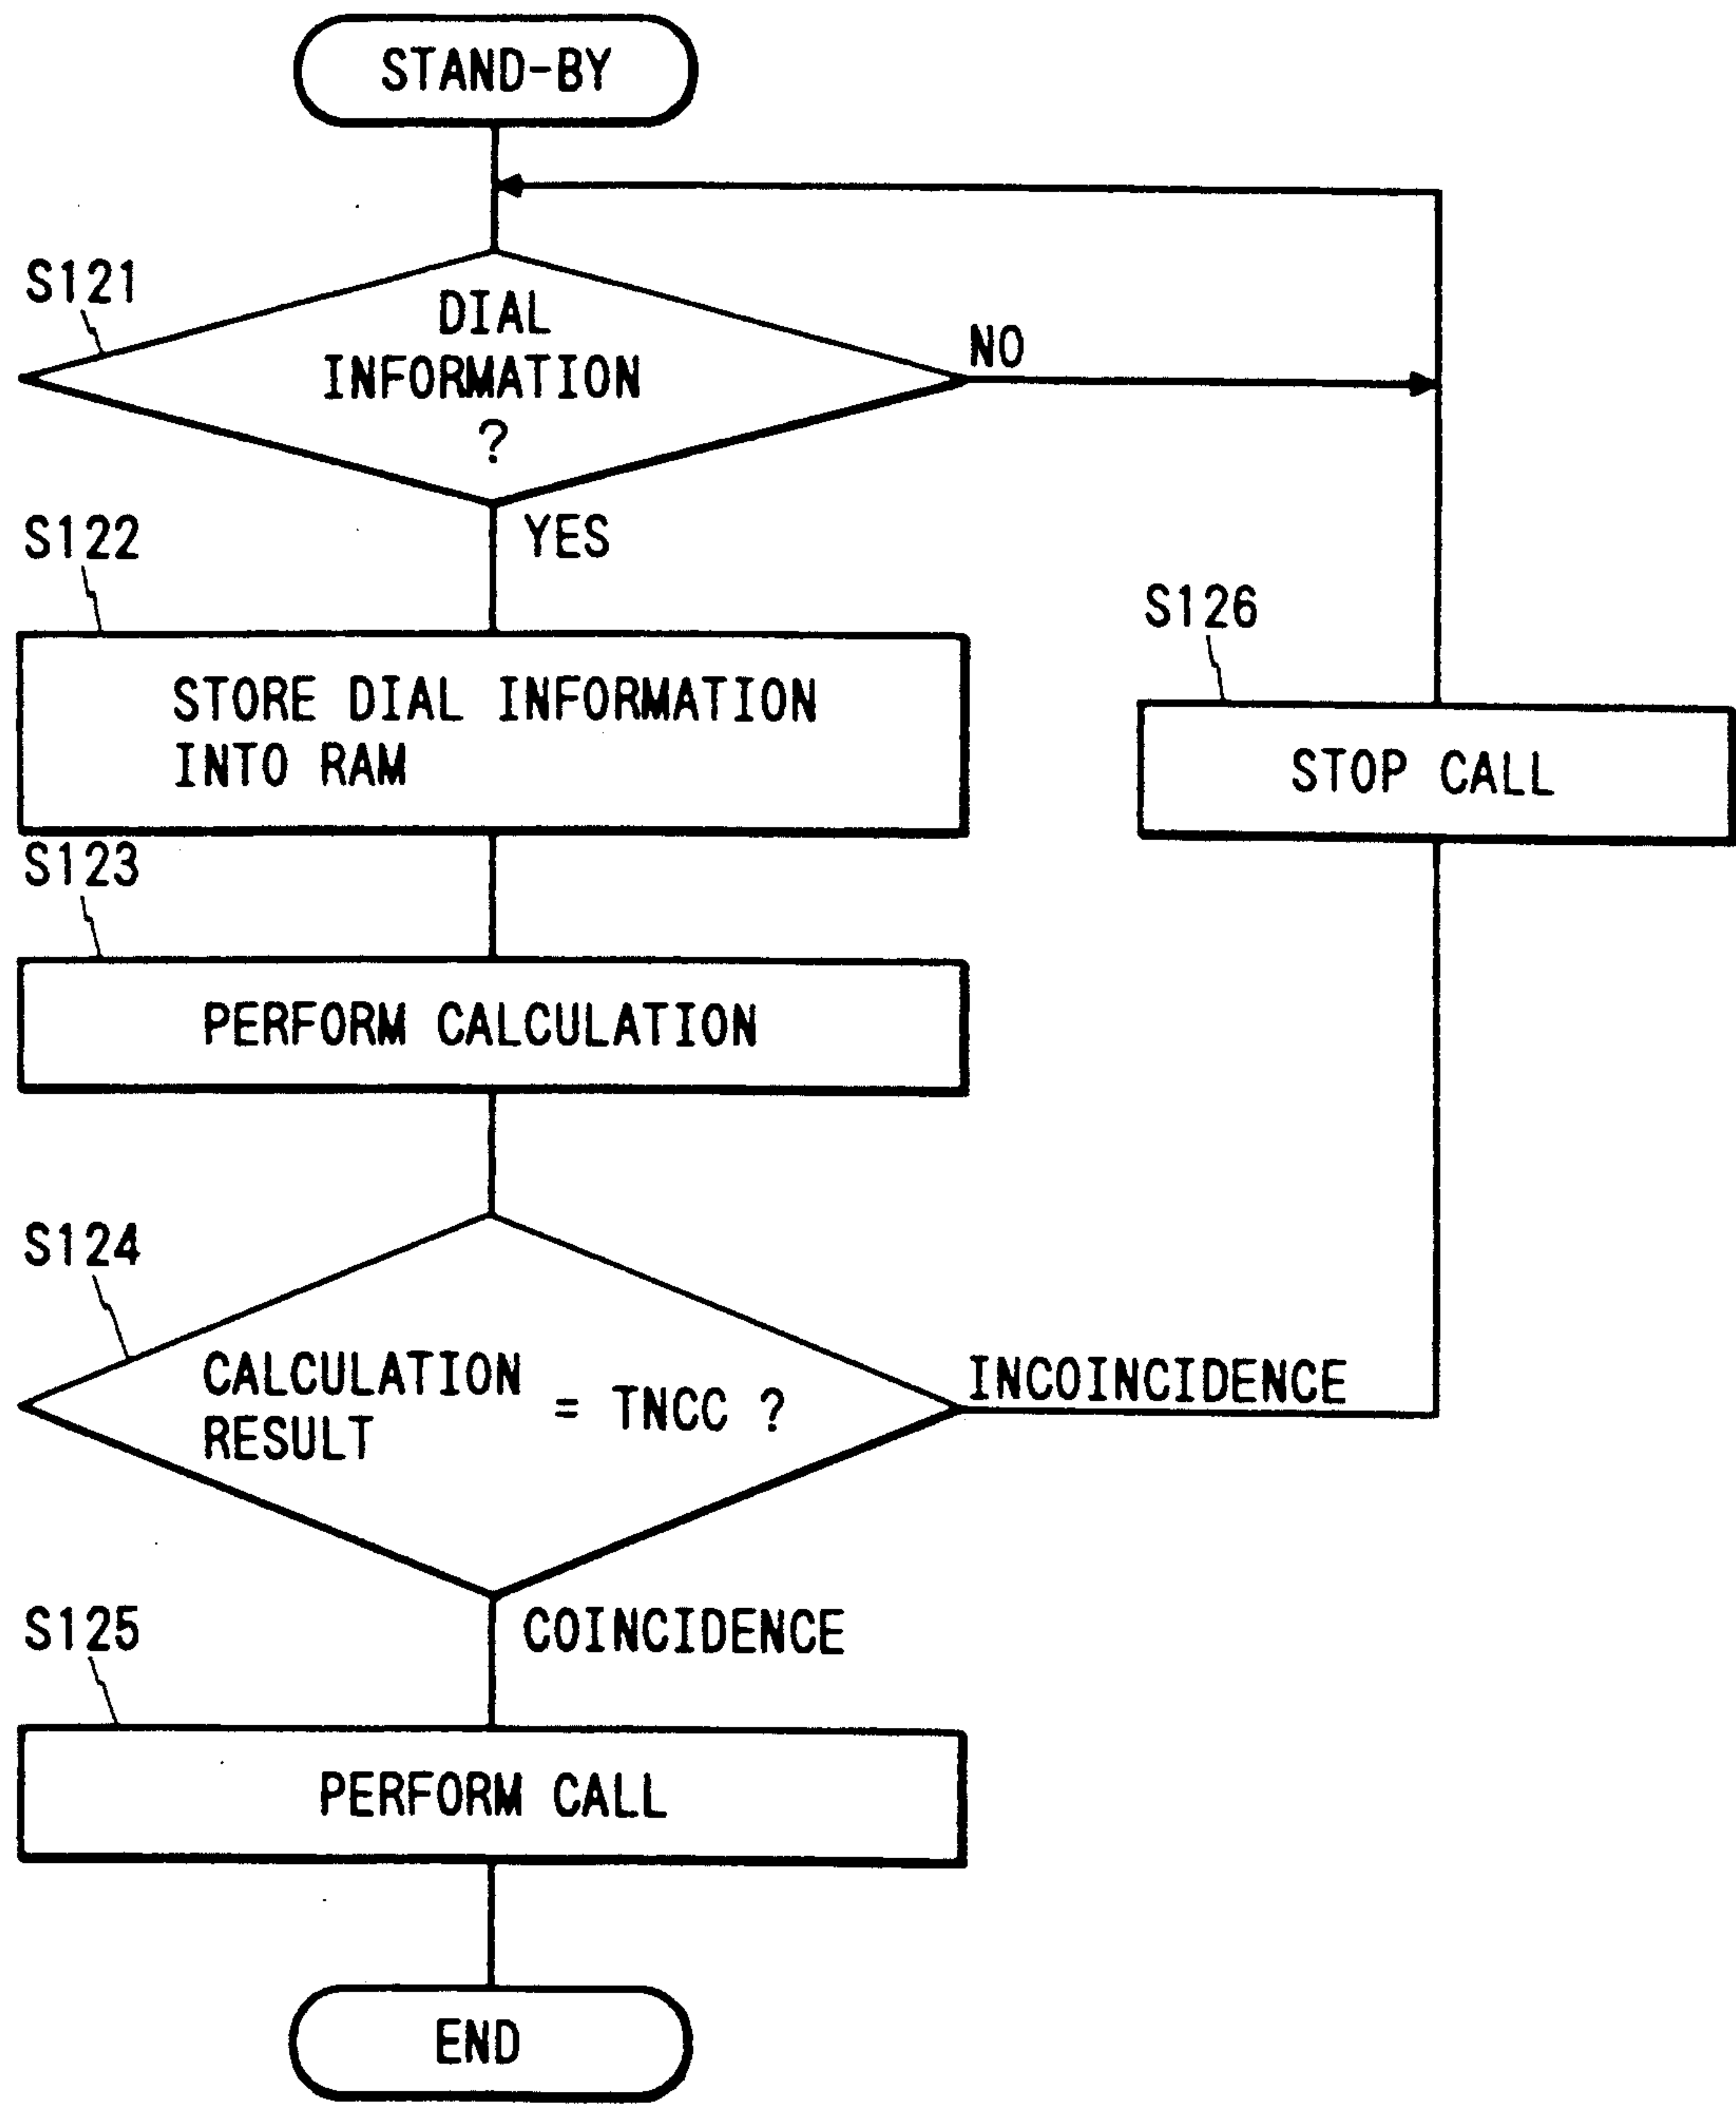 STAND-BY
S121
DIAL
INFORMATION
?
NO
YES
S122
STORE DIAL INFORMATION
INTO RAM
S126
STOP CALL
S123
PERFORM CALCULATION
S124
CALCULATION
RESULT
= TNCC ?
INCOINCIDENCE
COINCIDENCE
S125
PERFORM CALL
END